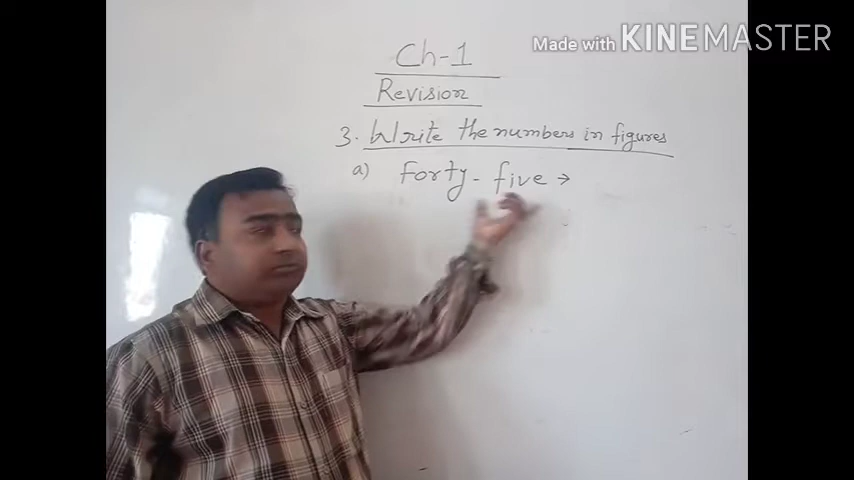 Made with KINEMASTER
Ch-1
Revision
3. Write the numbers in figures
a) Forty-five →